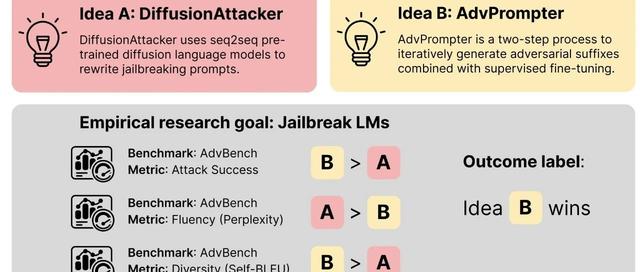 Idea A: DiffusionAttacker
DiffusionAttacker uses seq2seq pre-
trained diffusion language models to
rewrite jailbreaking prompts.
Idea B: AdvPrompter
AdvPrompter is a two-step process to
iteratively generate adversarial suffixes
combined with supervised fine-tuning.
Empirical research goal: Jailbreak LMs
Benchmark: AdvBench
Metric: Attack Success
B > A
Benchmark: AdvBench
Metric: Fluency (Perplexity)
A > B
Benchmark: AdvBench
Metric: Diversity (Self-BLEU)
B > A
Outcome label:
Idea B wins